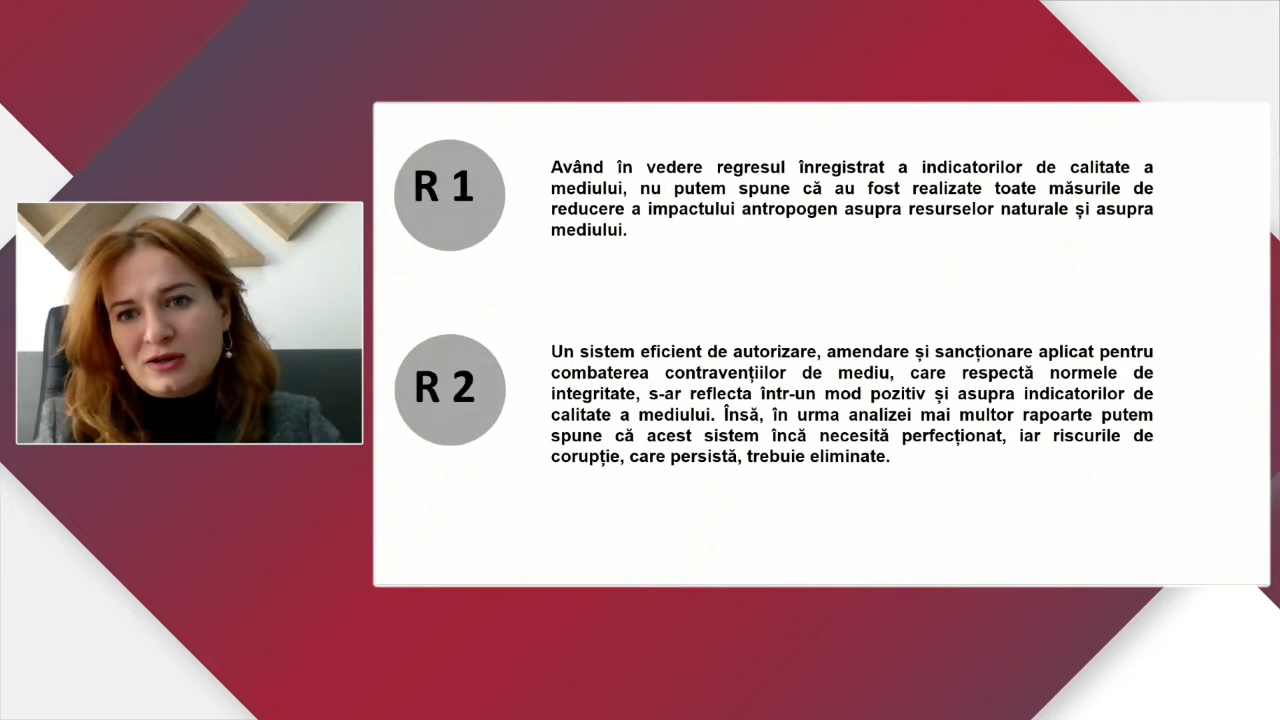 R 1
Având în vedere regresul înregistrat a indicatorilor de calitate a
mediului, nu putem spune că au fost realizate toate măsurile de
reducere a impactului antropogen asupra resurselor naturale și asupra
mediului.
R 2
Un sistem eficient de autorizare, amendare și sancționare aplicat pentru
combaterea contravențiilor de mediu, care respectă normele de
integritate, s-ar reflecta într-un mod pozitiv și asupra indicatorilor de
calitate a mediului. Însă, în urma analizei mai multor rapoarte putem
spune că acest sistem încă necesită perfecționat, iar riscurile de
corupție, care persistă, trebuie eliminate.